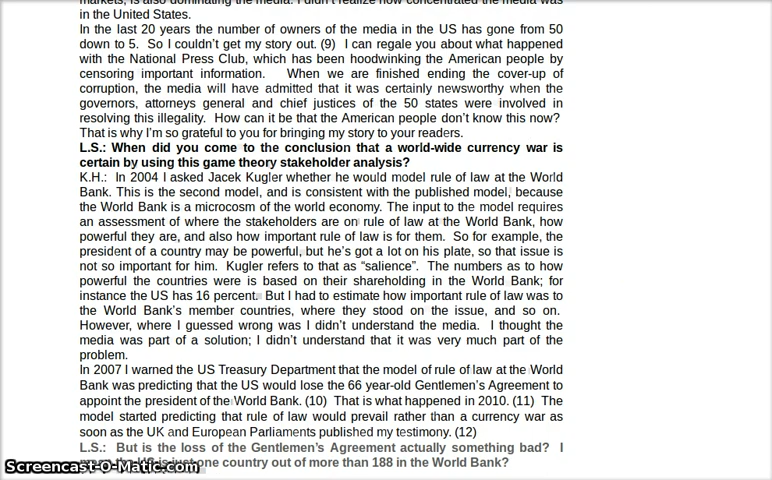 markets, is also dominating the media. I didn't realize how concentrated the media was
in the United States.
In the last 20 years the number of owners of the media in the US has gone from 50
down to 5.  So I couldn't get my story out. (9)  I can regale you about what happened
with the National Press Club, which has been hoodwinking the American people by
censoring important information.  When we are finished ending the cover-up of
corruption, the media will have admitted that it was certainly newsworthy when the
governors, attorneys general and chief justices of the 50 states were involved in
resolving this illegality.  How can it be that the American people don't know this now?
That is why I'm so grateful to you for bringing my story to your readers.
L.S.: When did you come to the conclusion that a world-wide currency war is
certain by using this game theory stakeholder analysis?
K.H.:  In 2004 I asked Jacek Kugler whether he would model rule of law at the World
Bank. This is the second model, and is consistent with the published model, because
the World Bank is a microcosm of the world economy. The input to the model requires
an assessment of where the stakeholders are on rule of law at the World Bank, how
powerful they are, and also how important rule of law is for them.  So for example, the
president of a country may be powerful, but he's got a lot on his plate, so that issue is
not so important for him.  Kugler refers to that as “salience”.  The numbers as to how
powerful the countries were is based on their shareholding in the World Bank; for
instance the US has 16 percent.  But I had to estimate how important rule of law was to
the World Bank's member countries, where they stood on the issue, and so on.
However, where I guessed wrong was I didn't understand the media.  I thought the
media was part of a solution; I didn't understand that it was very much part of the
problem.
In 2007 I warned the US Treasury Department that the model of rule of law at the World
Bank was predicting that the US would lose the 66 year-old Gentlemen's Agreement to
appoint the president of the World Bank. (10)  That is what happened in 2010. (11)  The
model started predicting that rule of law would prevail rather than a currency war as
soon as the UK and European Parliaments published my testimony. (12)
L.S.:  But is the loss of the Gentlemen's Agreement actually something bad?  I
just one country out of more than 188 in the World Bank?
Screencast-O-Matic.com